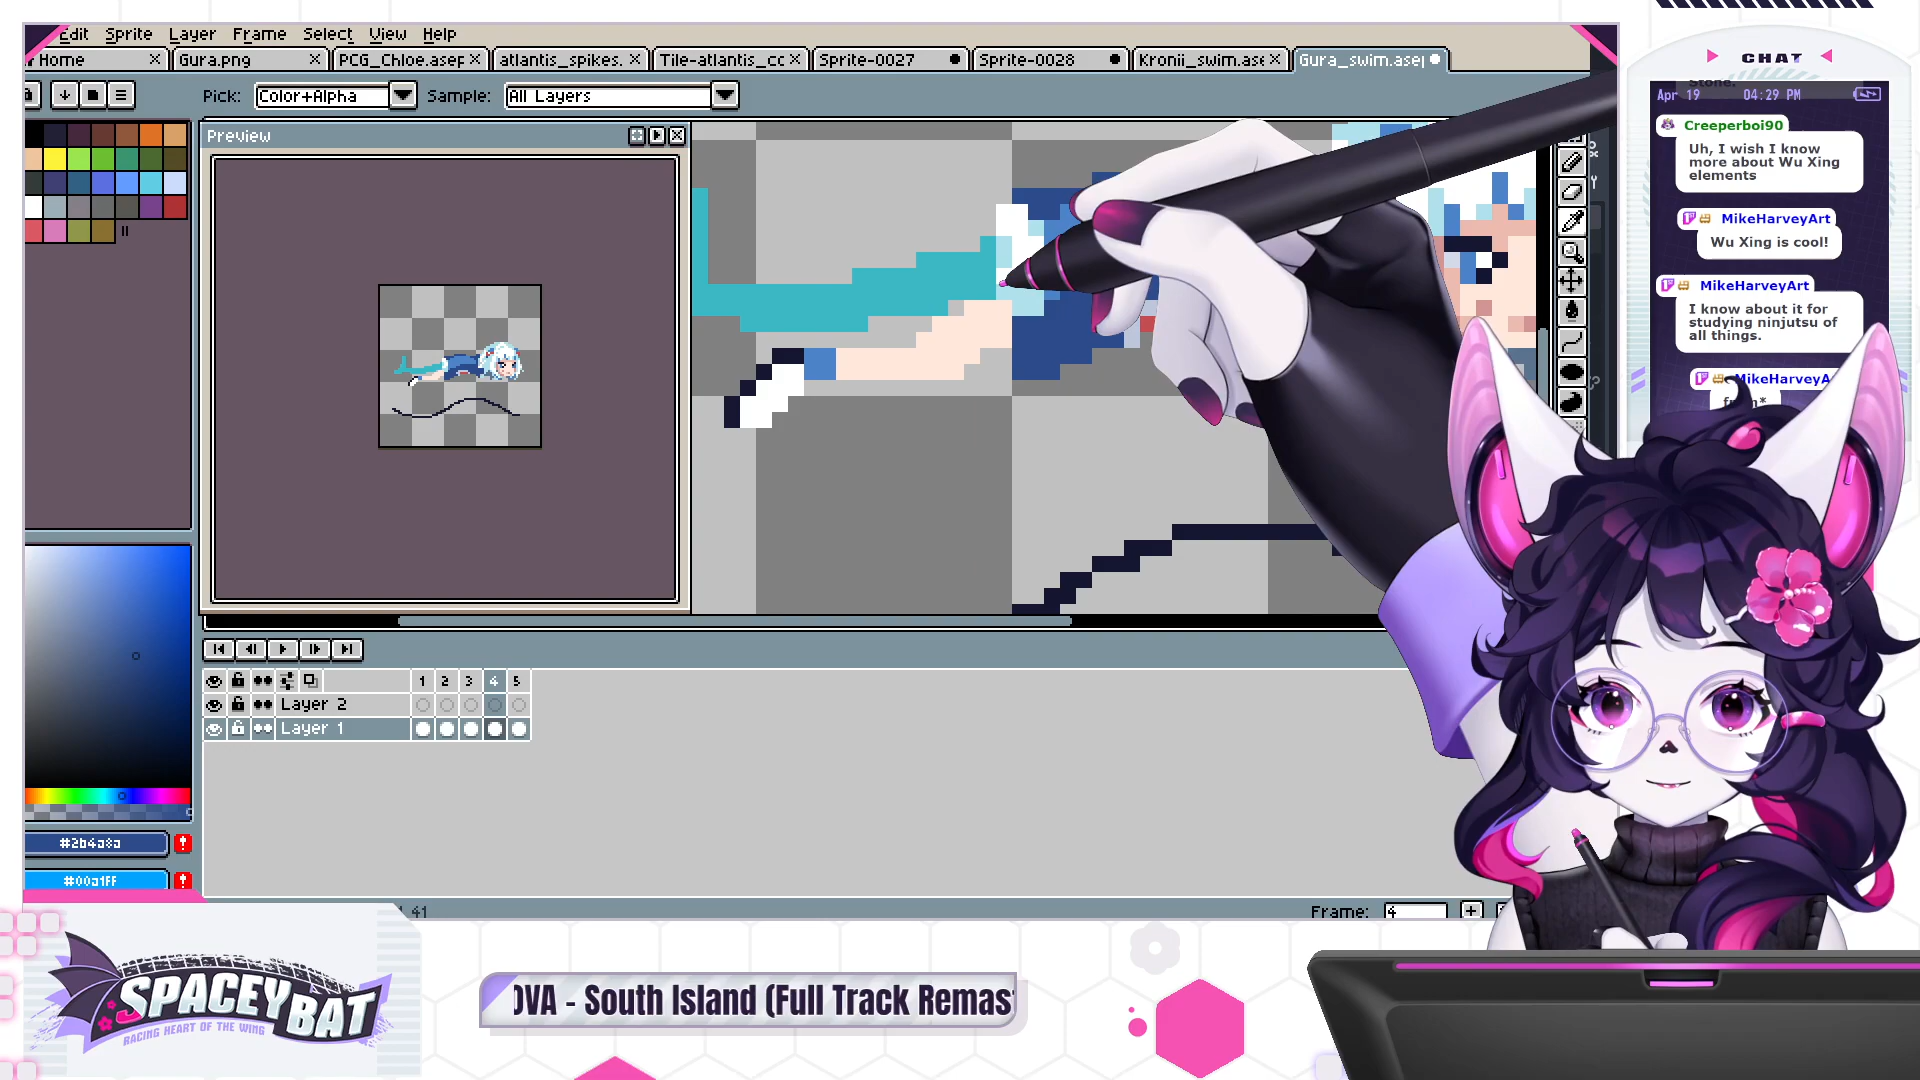 Edit Sprite Layer Frame Select View Help
Home
Gura.png
PCG_Chloe.asep
atlantis_spikes.
Tile-atlantis_cc
Sprite-0027
Sprite-0028
Kronii_swim.ase
Gura_swim.asep
Pick: Color+Alpha
Sample: All Layers
Preview
1 2 3 4 5
Layer 2
Layer 1
#2b4a8a
#00a1FF
41
Frame: 4
CHAT
Stone.
Apr 19 04:29 PM
Creeperboi90
Uh, I wish I know
more about Wu Xing
elements
MikeHarveyArt
Wu Xing is cool!
MikeHarveyArt
I know about it for
studying ninjutsu of
all things.
MikeHarveyA
SPACEYBAT
RACING HEART OF THE WING
OVA - South Island (Full Track Remas